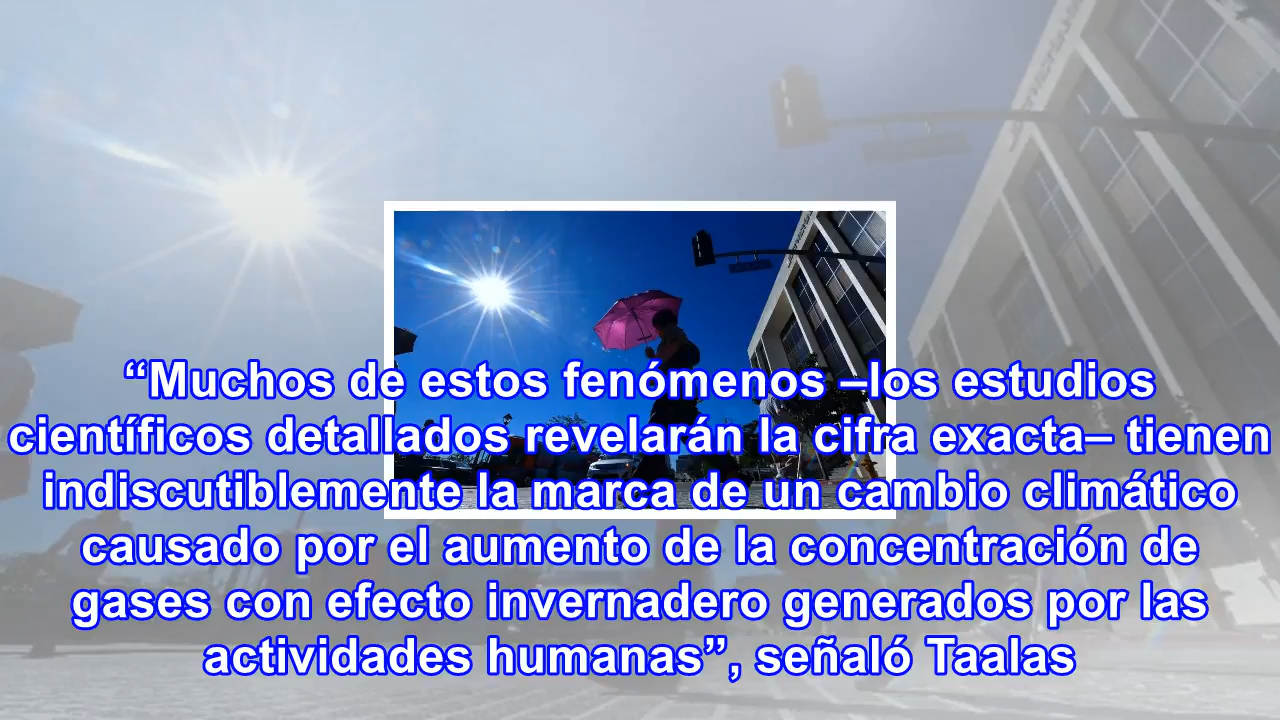 “Muchos de estos fenómenos –los estudios
científicos detallados revelarán la cifra exacta– tienen
indiscutiblemente la marca de un cambio climático
causado por el aumento de la concentración de
gases con efecto invernadero generados por las
actividades humanas”, señaló Taalas